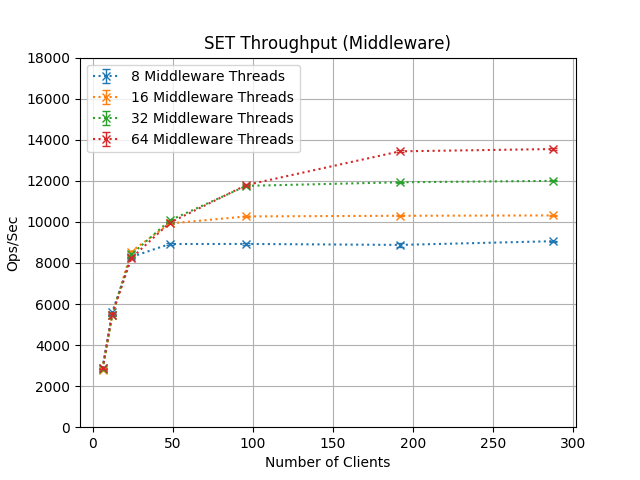 SET Throughput (Middleware)
18000
16000
14000
12000
10000
8000
6000
4000
2000
0
Ops/Sec
8 Middleware Threads
16 Middleware Threads
32 Middleware Threads
64 Middleware Threads
0 50 100 150 200 250 300
Number of Clients